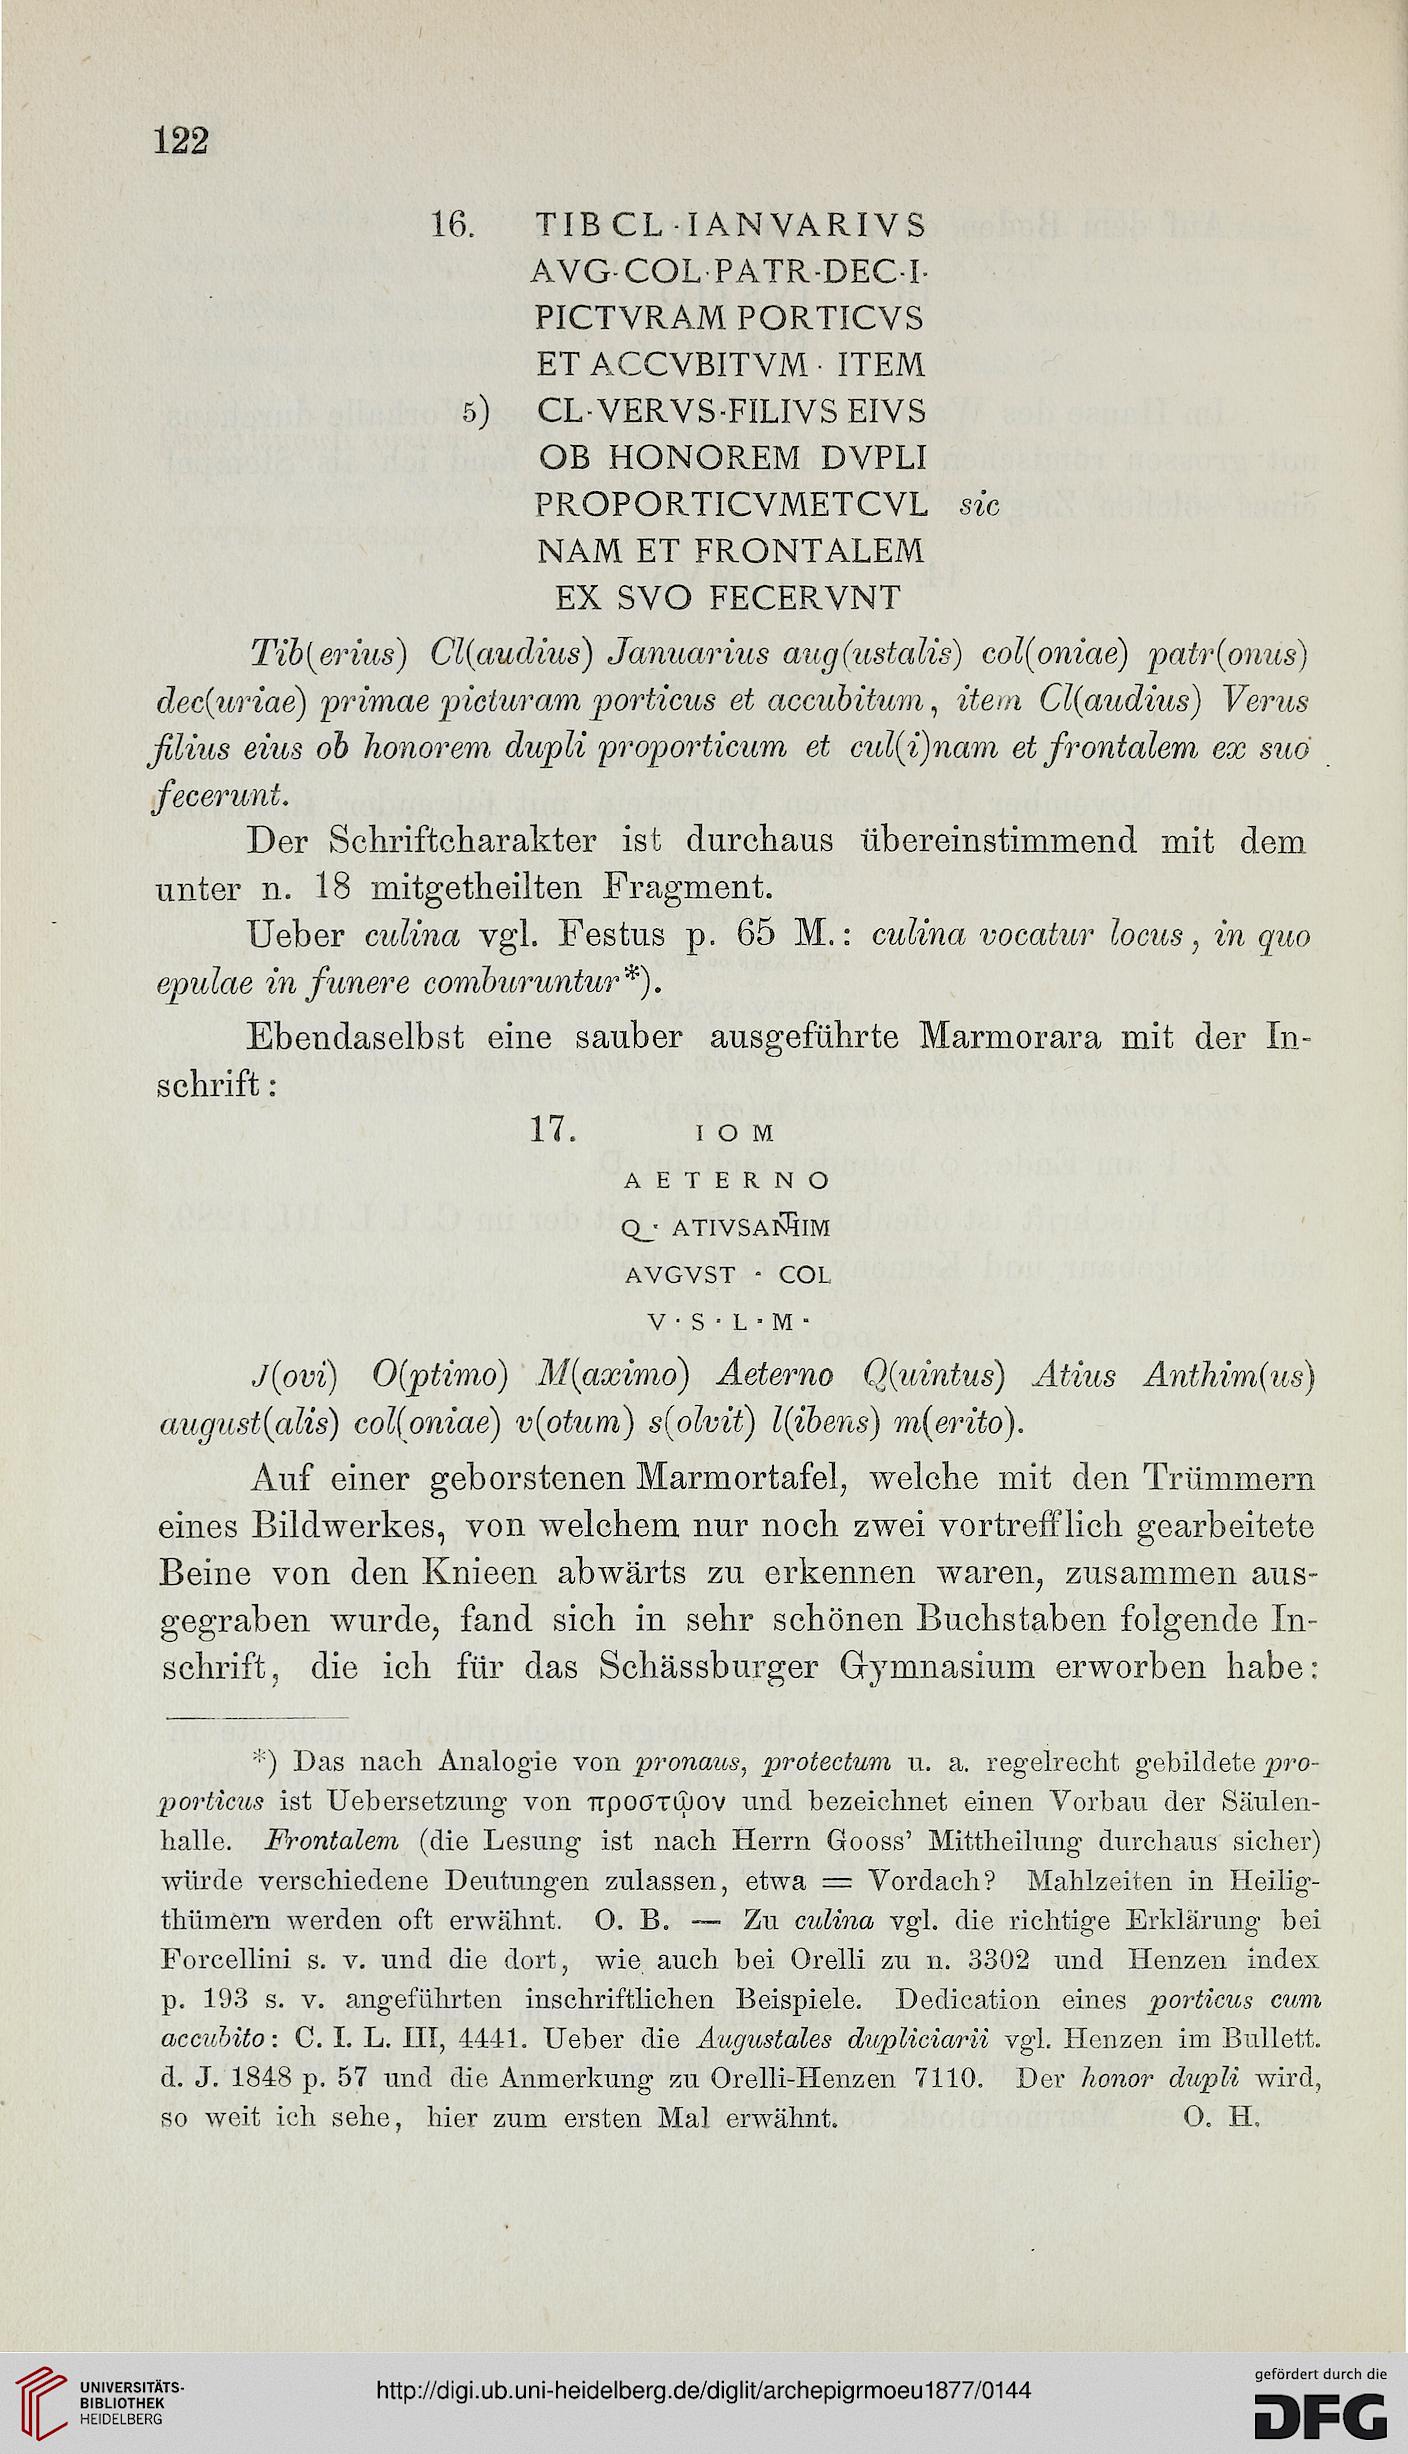 122
16. TIB CL · IANVARIVS
AVG · COL · PATR · DEC · I ·
PICTVRAM PORTICVS
ET ACCVBITVM · ITEM
5) CL · VERVS · FILIVS EIVS
OB HONOREM DVPLI
PROPORTICVMETCVL sic
NAM ET FRONTALEM
EX SVO FECERVNT
Tib(erius) Cl(audius) Januarius aug(ustalis) col(oniae) patr(onus)
dec(uriae) primae picturam porticus et accubitum, item Cl(audius) Verus
filius eius ob honorem dupli proporticum et cul(i)nam et frontalem ex suo
fecerunt.
Der Schriftcharakter ist durchaus übereinstimmend mit dem
unter n. 18 mitgetheilten Fragment.
Ueber culina vgl. Festus p. 65 M.: culina vocatur locus, in quo
epulae in funere comburuntur*).
Ebendaselbst eine sauber ausgeführte Marmorara mit der In-
schrift:
17. I O M
A E T E R N O
Q · ATIVSANTHIM
AVGVST · COL
V · S · L · M ·
J(ovi) O(ptimo) M(aximo) Aeterno Q(uintus) Atius Anthim(us)
august(alis) col(oniae) v(otum) s(olvit) l(ibens) m(erito).
Auf einer geborstenen Marmortafel, welche mit den Trümmern
eines Bildwerkes, von welchem nur noch zwei vortrefflich gearbeitete
Beine von den Knieen abwärts zu erkennen waren, zusammen aus-
gegraben wurde, fand sich in sehr schönen Buchstaben folgende In-
schrift, die ich für das Schässburger Gymnasium erworben habe:
*) Das nach Analogie von pronaus, protectum u. a. regelrecht gebildete pro-
porticus ist Uebersetzung von προστῷον und bezeichnet einen Vorbau der Säulen-
halle. Frontalem (die Lesung ist nach Herrn Gooss' Mittheilung durchaus sicher)
würde verschiedene Deutungen zulassen, etwa = Vordach? Mahlzeiten in Heilig-
thümern werden oft erwähnt. O. B. — Zu culina vgl. die richtige Erklärung bei
Forcellini s. v. und die dort, wie auch bei Orelli zu n. 3302 und Henzen index
p. 193 s. v. angeführten inschriftlichen Beispiele. Dedication eines porticus cum
accubito: C. I. L. III, 4441. Ueber die Augustales dupliciarii vgl. Henzen im Bullett.
d. J. 1848 p. 57 und die Anmerkung zu Orelli-Henzen 7110. Der honor dupli wird,
so weit ich sehe, hier zum ersten Mal erwähnt. O. H.
UNIVERSITÄTS-
BIBLIOTHEK
HEIDELBERG
http://digi.ub.uni-heidelberg.de/diglit/archepigrmoeu1877/0144
gefördert durch die
DFG